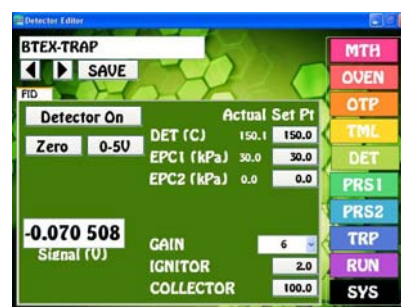 Detector Editor
BTEX-TRAP
MTH
SAVE
OVEN
FID
OTP
Detector On
Actual Set Pt
TML
DET (C) 150.1 150.0
Zero 0-5V
DET
EPC1 (kPa) 30.0 30.0
EPC2 (kPa) 0.0 0.0
PRS1
PRS2
-0.070 508
TRP
Signal (V)
GAIN 6
RUN
IGNITOR 2.0
COLLECTOR 100.0
SYS